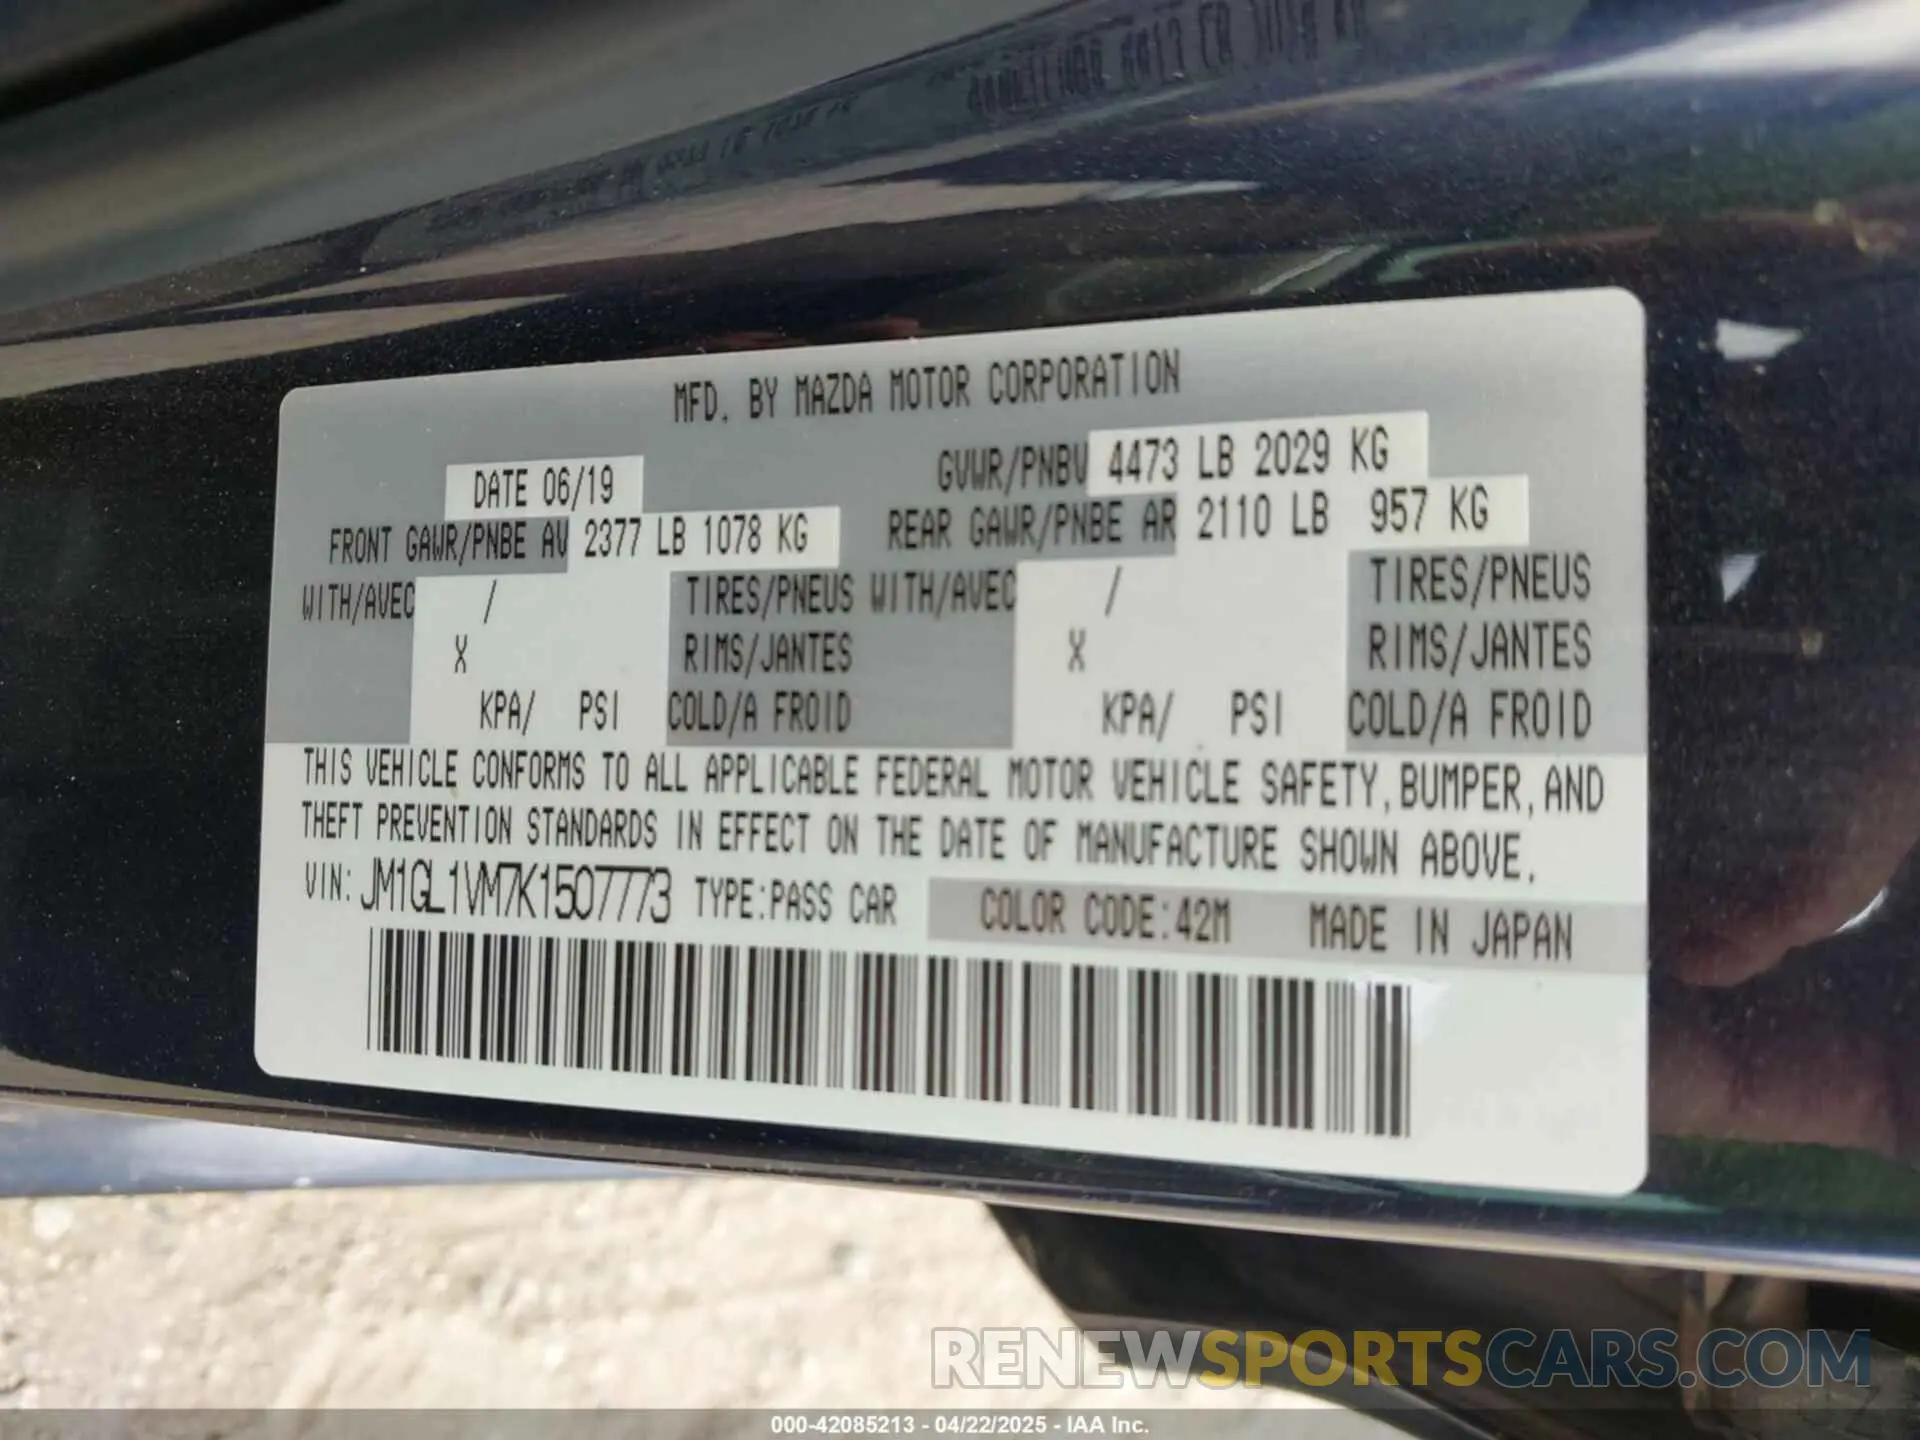 MFD. BY MAZDA MOTOR CORPORATION
DATE 06/19 GVWR/PNBV 4473 LB 2029 KG
FRONT GAWR/PNBE AV 2377 LB 1078 KG REAR GAWR/PNBE AR 2110 LB 957 KG
WITH/AVEC / TIRES/PNEUS WITH/AVEC / TIRES/PNEUS
X RIMS/JANTES X RIMS/JANTES
KPA/ PSI COLD/A FROID KPA/ PSI COLD/A FROID
THIS VEHICLE CONFORMS TO ALL APPLICABLE FEDERAL MOTOR VEHICLE SAFETY, BUMPER, AND
THEFT PREVENTION STANDARDS IN EFFECT ON THE DATE OF MANUFACTURE SHOWN ABOVE.
VIN: JM1GL1VM7K1507773 TYPE: PASS CAR COLOR CODE: 42M MADE IN JAPAN
RENEWSPORTSCARS.COM
000-42085213 - 04/22/2025 - IAA Inc.